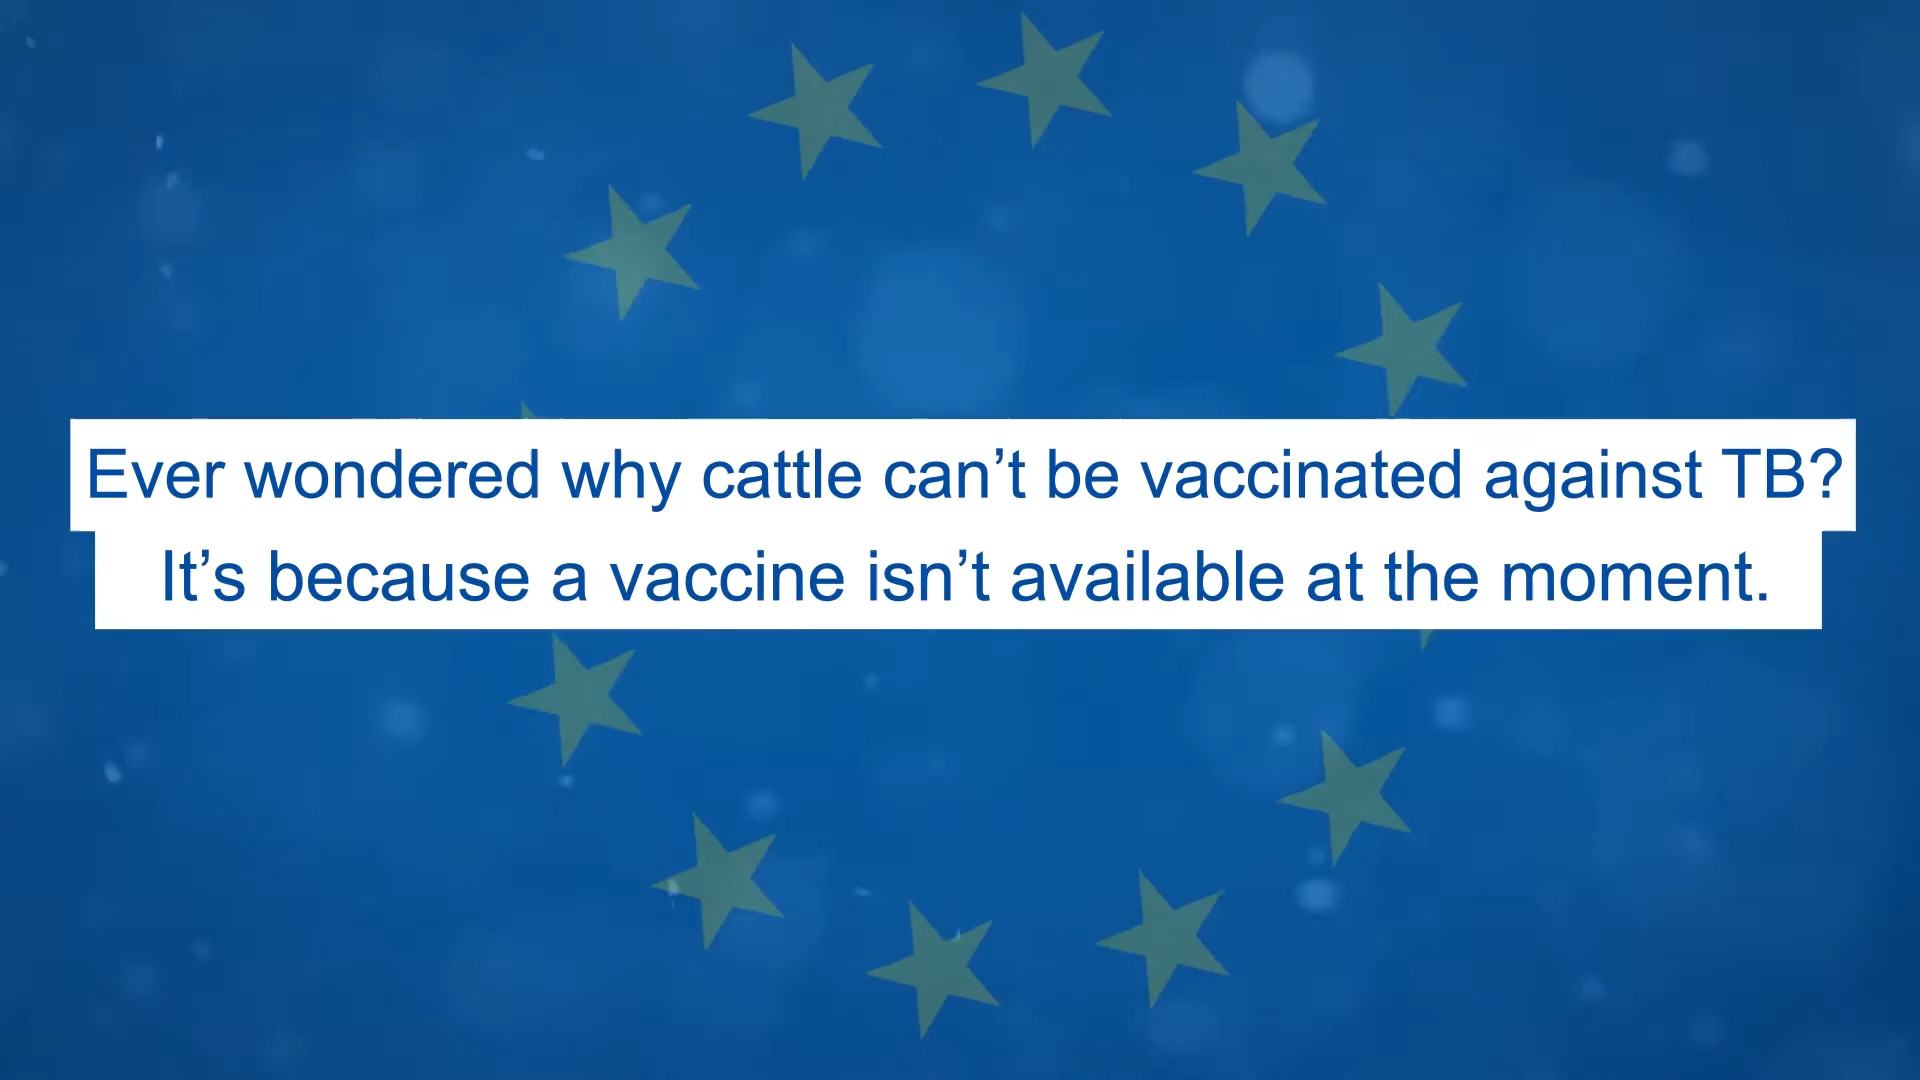 Ever wondered why cattle can’t be vaccinated against TB?
It’s because a vaccine isn’t available at the moment.